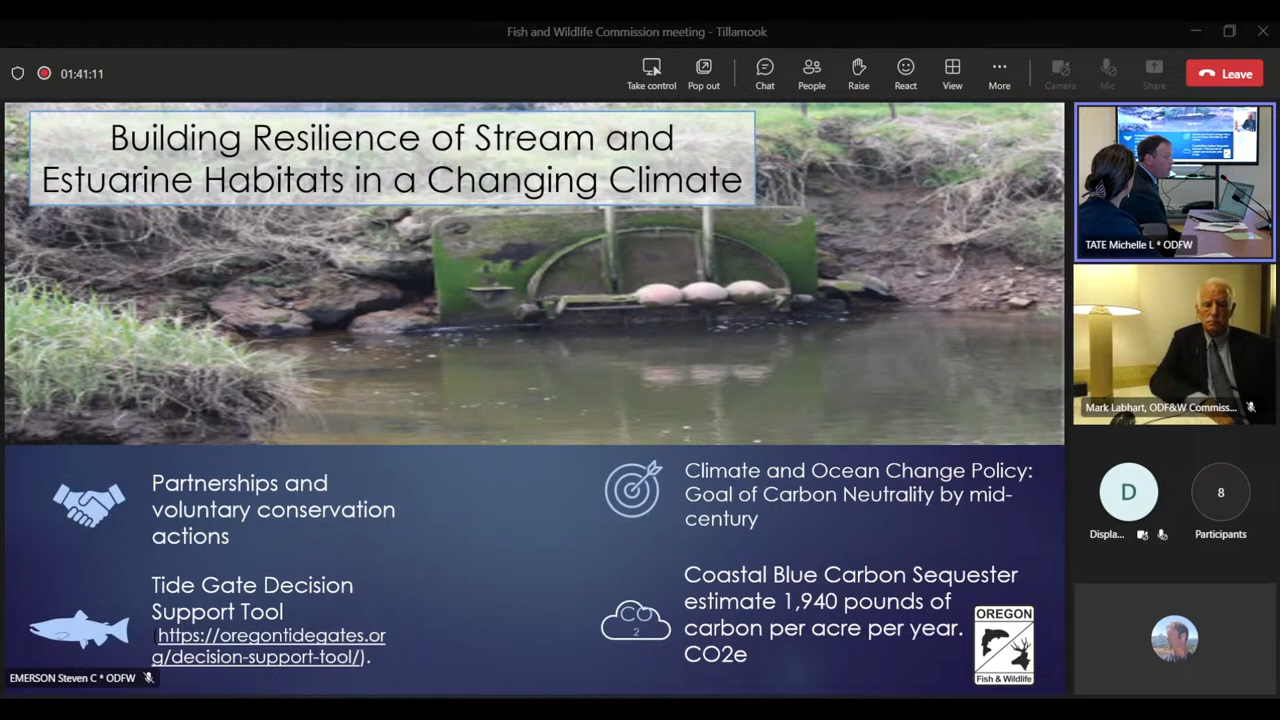 Fish and Wildlife Commission meeting - Tillamook
01:41:11
Take control
Pop out
Chat
People
Raise
React
View
More
Camera
Mic
Share
Leave
Building Resilience of Stream and
Estuarine Habitats in a Changing Climate
Partnerships and
voluntary conservation
actions
Tide Gate Decision
Support Tool
(https://oregontidegates.or
g/decision-support-tool/).
Climate and Ocean Change Policy:
Goal of Carbon Neutrality by mid-
century
CO
2
Coastal Blue Carbon Sequester
estimate 1,940 pounds of
carbon per acre per year.
CO2e
OREGON
Fish & Wildlife
EMERSON Steven C * ODFW
TATE Michelle L * ODFW
Mark Labhart, ODF&W Commiss...
D
Displa...
8
Participants